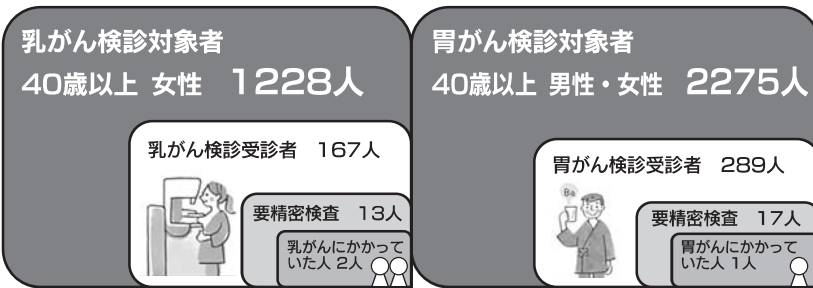 乳がん検診対象者
40歳以上 女性 1228人
乳がん検診受診者 167人
要精密検査 13人
乳がんにかかって
いた人 2人
胃がん検診対象者
40歳以上 男性・女性 2275人
胃がん検診受診者 289人
Ba
要精密検査 17人
胃がんにかかって
いた人 1人